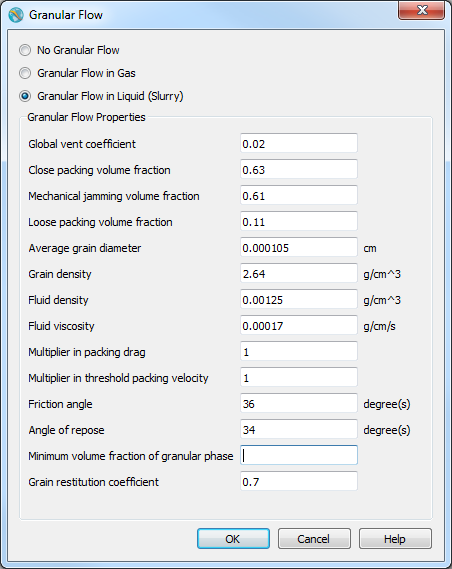 Granular Flow
No Granular Flow
Granular Flow in Gas
Granular Flow in Liquid (Slurry)
Granular Flow Properties
Global vent coefficient 0.02
Close packing volume fraction 0.63
Mechanical jamming volume fraction 0.61
Loose packing volume fraction 0.11
Average grain diameter 0.000105 cm
Grain density 2.64 g/cm^3
Fluid density 0.00125 g/cm^3
Fluid viscosity 0.00017 g/cm/s
Multiplier in packing drag 1
Multiplier in threshold packing velocity 1
Friction angle 36 degree(s)
Angle of repose 34 degree(s)
Minimum volume fraction of granular phase
Grain restitution coefficient 0.7
OK Cancel Help